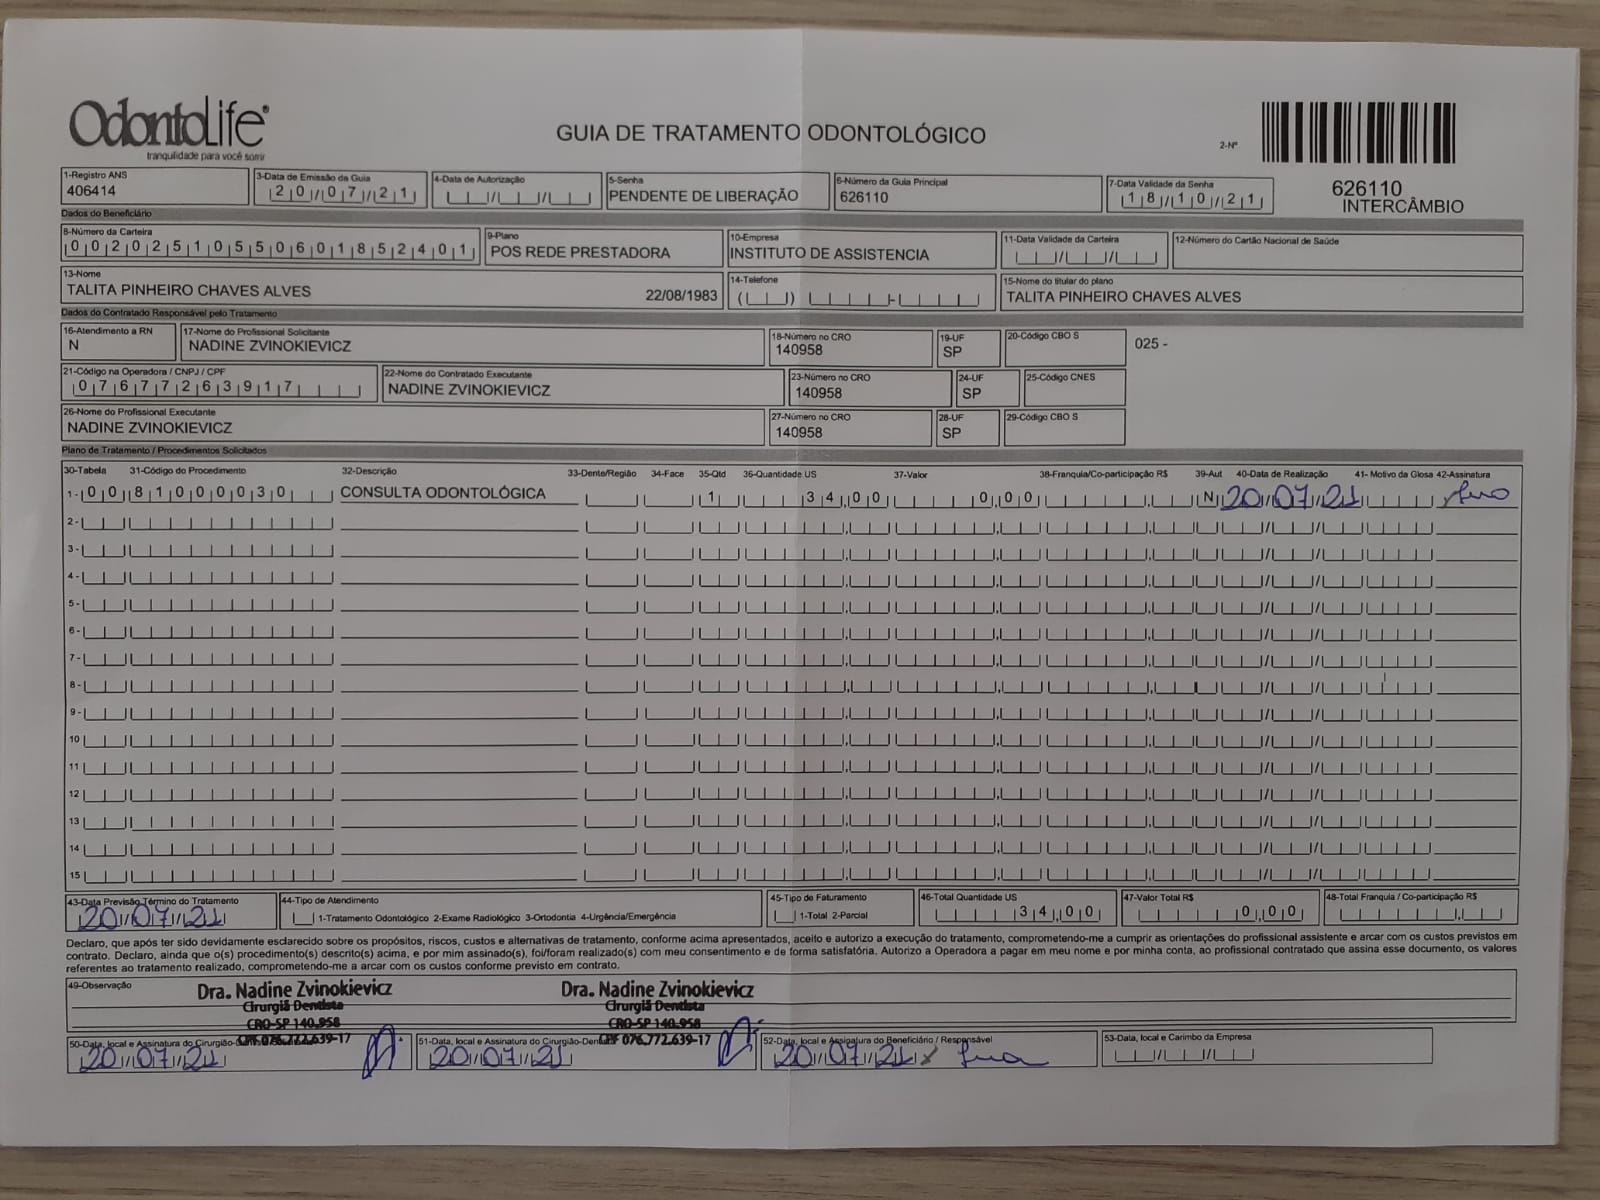 OdontoLife®
tranquilidade para você sorrir
GUIA DE TRATAMENTO ODONTOLÓGICO
2-Nº
626110
INTERCÂMBIO
1-Registro ANS
406414
3-Data de Emissão da Guia
20/07/21
4-Data de Autorização
5-Senha
PENDENTE DE LIBERAÇÃO
6-Número da Guia Principal
626110
7-Data Validade da Senha
18/10/21
Dados do Beneficiário
8-Número da Carteira
00202510550601852401
9-Plano
POS REDE PRESTADORA
10-Empresa
INSTITUTO DE ASSISTENCIA
11-Data Validade da Carteira
12-Número do Cartão Nacional de Saúde
13-Nome
TALITA PINHEIRO CHAVES ALVES 22/08/1983
14-Telefone
15-Nome do titular do plano
TALITA PINHEIRO CHAVES ALVES
Dados do Contratado Responsável pelo Tratamento
16-Atendimento a RN
N
17-Nome do Profissional Solicitante
NADINE ZVINOKIEVICZ
18-Número no CRO
140958
19-UF
SP
20-Código CBO S
025 -
21-Código na Operadora / CNPJ / CPF
07677263917
22-Nome do Contratado Executante
NADINE ZVINOKIEVICZ
23-Número no CRO
140958
24-UF
SP
25-Código CNES
26-Nome do Profissional Executante
NADINE ZVINOKIEVICZ
27-Número no CRO
140958
28-UF
SP
29-Código CBO S
Plano de Tratamento / Procedimentos Solicitados
30-Tabela 31-Código do Procedimento 32-Descrição 33-Dente/Região 34-Face 35-Qtd 36-Quantidade US 37-Valor 38-Franquia/Co-participação R$ 39-Aut 40-Data de Realização 41- Motivo da Glosa 42-Assinatura
1- 00 81000030 CONSULTA ODONTOLÓGICA 1 34,00 0,00 N 20/07/21
2-
3-
4-
5-
6-
7-
8-
9-
10
11
12
13
14
15
43-Data Previsão Término do Tratamento
20/07/21
44-Tipo de Atendimento
1-Tratamento Odontológico 2-Exame Radiológico 3-Ortodontia 4-Urgência/Emergência
45-Tipo de Faturamento
1-Total 2-Parcial
46-Total Quantidade US
34,00
47-Valor Total R$
0,00
48-Total Franquia / Co-participação R$
Declaro, que após ter sido devidamente esclarecido sobre os propósitos, riscos, custos e alternativas de tratamento, conforme acima apresentados, aceito e autorizo a execução do tratamento, comprometendo-me a cumprir as orientações do profissional assistente e arcar com os custos previstos em
contrato. Declaro, ainda que o(s) procedimento(s) descrito(s) acima, e por mim assinado(s), foi/foram realizado(s) com meu consentimento e de forma satisfatória. Autorizo a Operadora a pagar em meu nome e por minha conta, ao profissional contratado que assina esse documento, os valores
referentes ao tratamento realizado, comprometendo-me a arcar com os custos conforme previsto em contrato.
49-Observação
Dra. Nadine Zvinokievicz
Cirurgiã Dentista
CRO-SP 140.958
CPF 076.772.639-17
Dra. Nadine Zvinokievicz
Cirurgiã Dentista
CRO-SP 140.958
CPF 076.772.639-17
50-Data, local e Assinatura do Cirurgião-
20/07/21
51-Data, local e Assinatura do Cirurgião-Den
20/07/21
52-Data, local e Assinatura do Beneficiário / Responsável
20/07/21
53-Data, local e Carimbo da Empresa